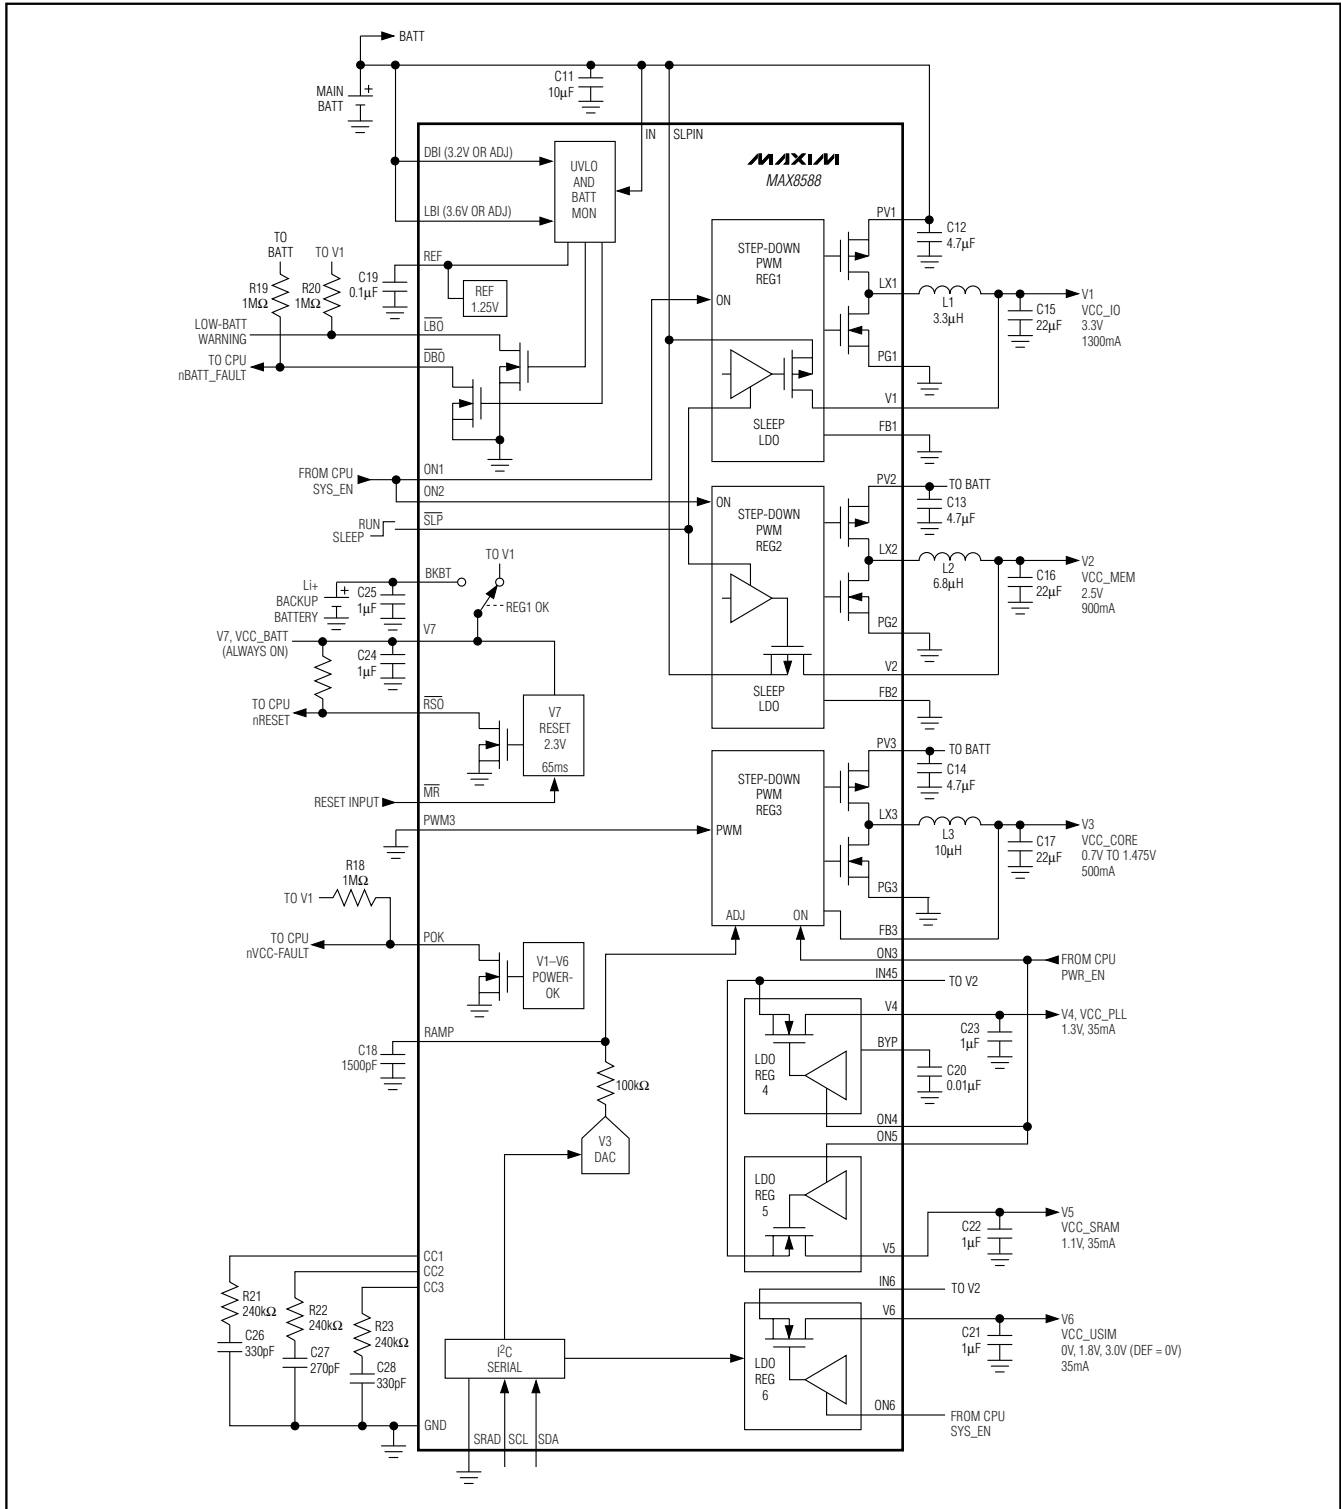 BATT
C11
10µF
MAIN
BATT
+
IN
SLPIN
DBI (3.2V OR ADJ)
UVLO
AND
BATT
MON
MAXIM
MAX8588
LBI (3.6V OR ADJ)
PV1
C12
4.7µF
STEP-DOWN
PWM
REG1
TO
BATT
TO V1
REF
C19
0.1µF
R19
1MΩ
R20
1MΩ
REF
1.25V
LX1
L1
3.3µH
ON
C15
22µF
V1
VCC_IO
3.3V
1300mA
LOW-BATT
WARNING
LBO
PG1
TO CPU
nBATT_FAULT
DBO
V1
SLEEP
LDO
FB1
FROM CPU
SYS_EN
ON1
ON2
PV2
TO BATT
C13
4.7µF
ON
STEP-DOWN
PWM
REG2
RUN
SLEEP
SLP
LX2
L2
6.8µH
C16
22µF
V2
VCC_MEM
2.5V
900mA
TO V1
BKBT
Li+
BACKUP
BATTERY
+
C25
1µF
REG1 OK
PG2
V7, VCC_BATT
(ALWAYS ON)
V7
C24
1µF
V2
SLEEP
LDO
FB2
TO CPU
nRESET
RSO
V7
RESET
2.3V
65ms
PV3
TO BATT
C14
4.7µF
STEP-DOWN
PWM
REG3
RESET INPUT
MR
PWM3
PWM
LX3
L3
10µH
C17
22µF
V3
VCC_CORE
0.7V TO 1.475V
500mA
R18
1MΩ
TO V1
PG3
ADJ
ON
FB3
TO CPU
nVCC-FAULT
POK
V1–V6
POWER-
OK
ON3
FROM CPU
PWR_EN
IN45
TO V2
V4
V4, VCC_PLL
1.3V, 35mA
C23
1µF
RAMP
C18
1500pF
LDO
REG
4
BYP
C20
0.01µF
100kΩ
ON4
ON5
V3
DAC
LDO
REG
5
V5
VCC_SRAM
1.1V, 35mA
C22
1µF
V5
CC1
CC2
CC3
IN6
TO V2
R21
240kΩ
R22
240kΩ
R23
240kΩ
V6
V6
VCC_USIM
0V, 1.8V, 3.0V (DEF = 0V)
35mA
C21
1µF
C26
330pF
C27
270pF
C28
330pF
I²C
SERIAL
LDO
REG
6
ON6
FROM CPU
SYS_EN
GND
SRAD
SCL
SDA